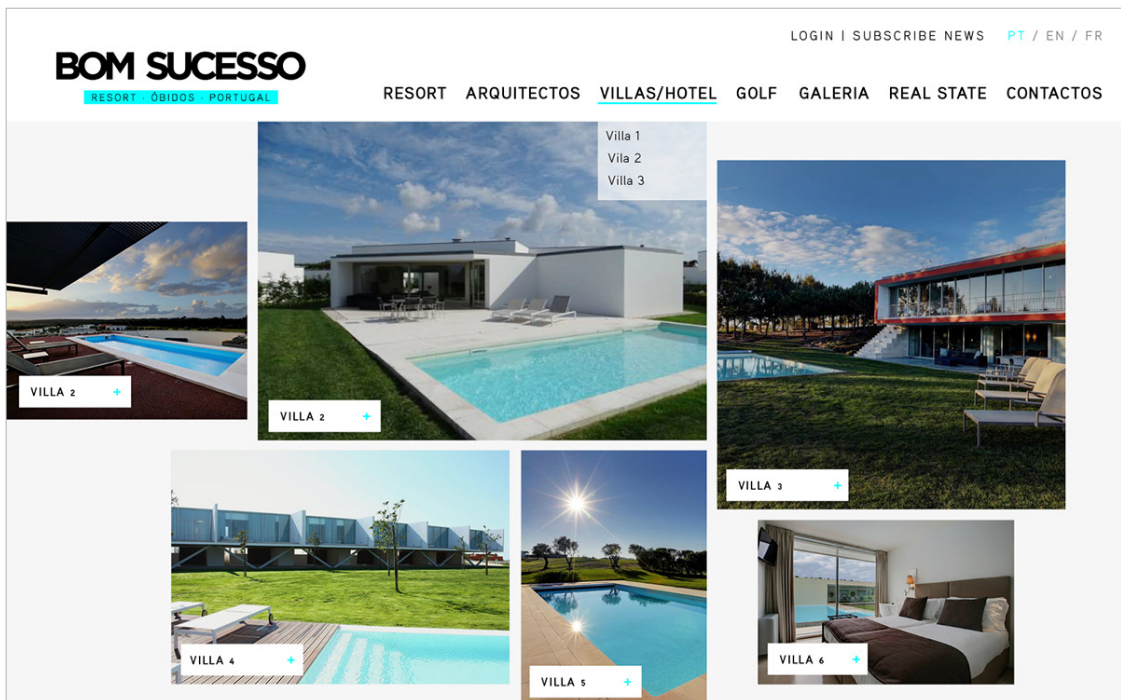 LOGIN | SUBSCRIBE NEWS PT / EN / FR
BOM SUCESSO
RESORT · ÓBIDOS · PORTUGAL
RESORT ARQUITECTOS VILLAS/HOTEL GOLF GALERIA REAL STATE CONTACTOS
Villa 1
Vila 2
Villa 3
VILLA 2 +
VILLA 2 +
VILLA 3 +
VILLA 4 +
VILLA 5 +
VILLA 6 +